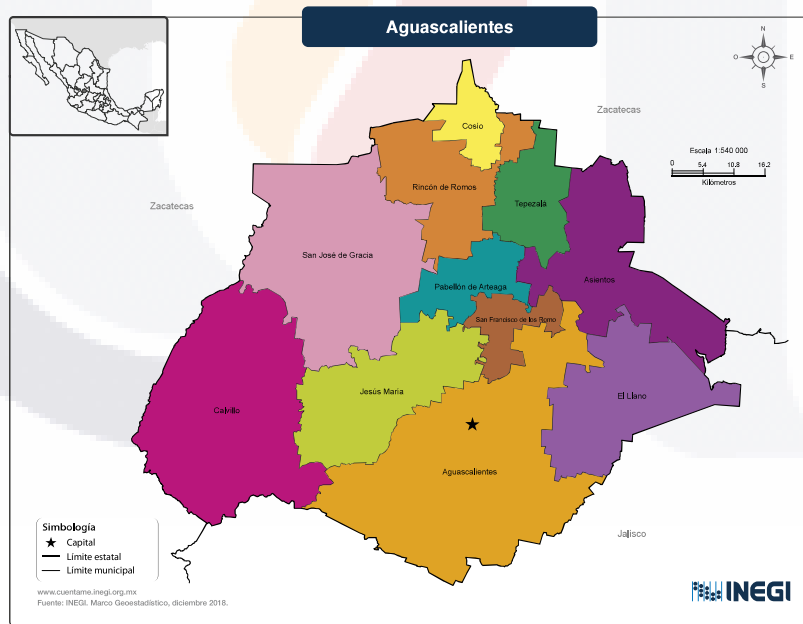 Aguascalientes
N
O
E
S
Zacatecas
Escala 1:540 000
0 5.4 10.8 16.2
Kilómetros
Cosio
Rincón de Romos
Tepezalá
Zacatecas
San José de Gracia
Asientos
Pabellón de Arteaga
San Francisco de los Romo
Jesús María
El Llano
Calvillo
Aguascalientes
Jalisco
Simbología
Capital
Límite estatal
Límite municipal
www.cuentame.inegi.org.mx
Fuente: INEGI. Marco Geoestadístico, diciembre 2018.
INEGI